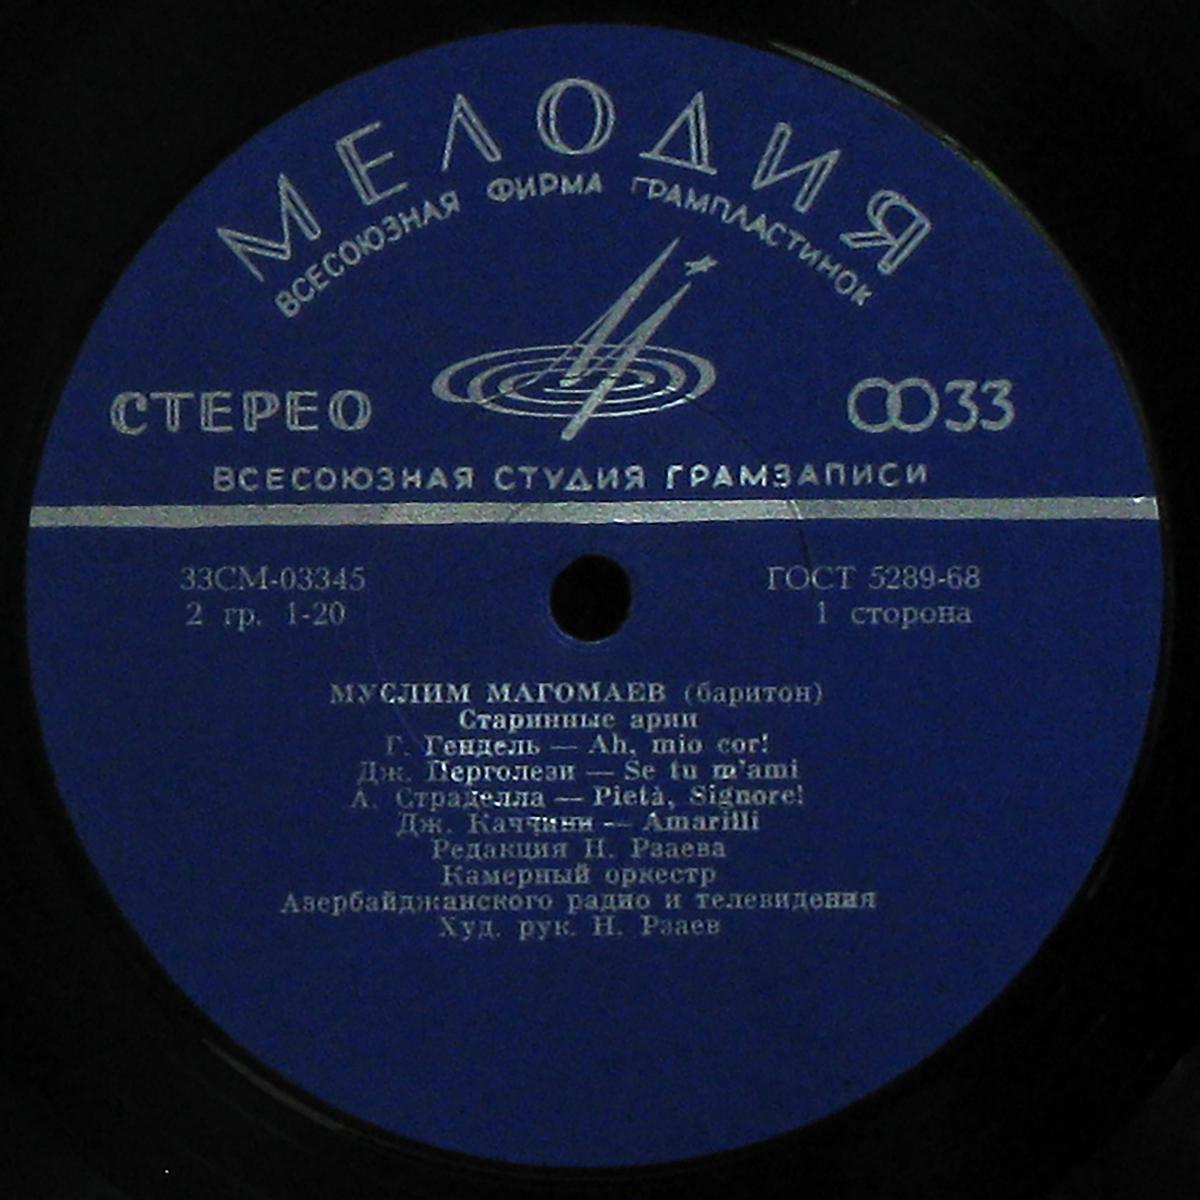 МЕЛОДИЯ
ВСЕСОЮЗНАЯ ФИРМА ГРАМПЛАСТИНОК
СТЕРЕО
33
ВСЕСОЮЗНАЯ СТУДИЯ ГРАМЗАПИСИ
33СМ-03345
ГОСТ 5289-68
2 гр. 1-20
1 сторона
МУСЛИМ МАГОМАЕВ (баритон)
Старинные арии
Г. Гендель — Ah, mio cor!
Дж. Перголези — Se tu m'ami
А. Страделла — Pietà, Signore!
Дж. Каччини — Amarilli
Редакция Н. Рзаева
Камерный оркестр
Азербайджанского радио и телевидения
Худ. рук. Н. Рзаев